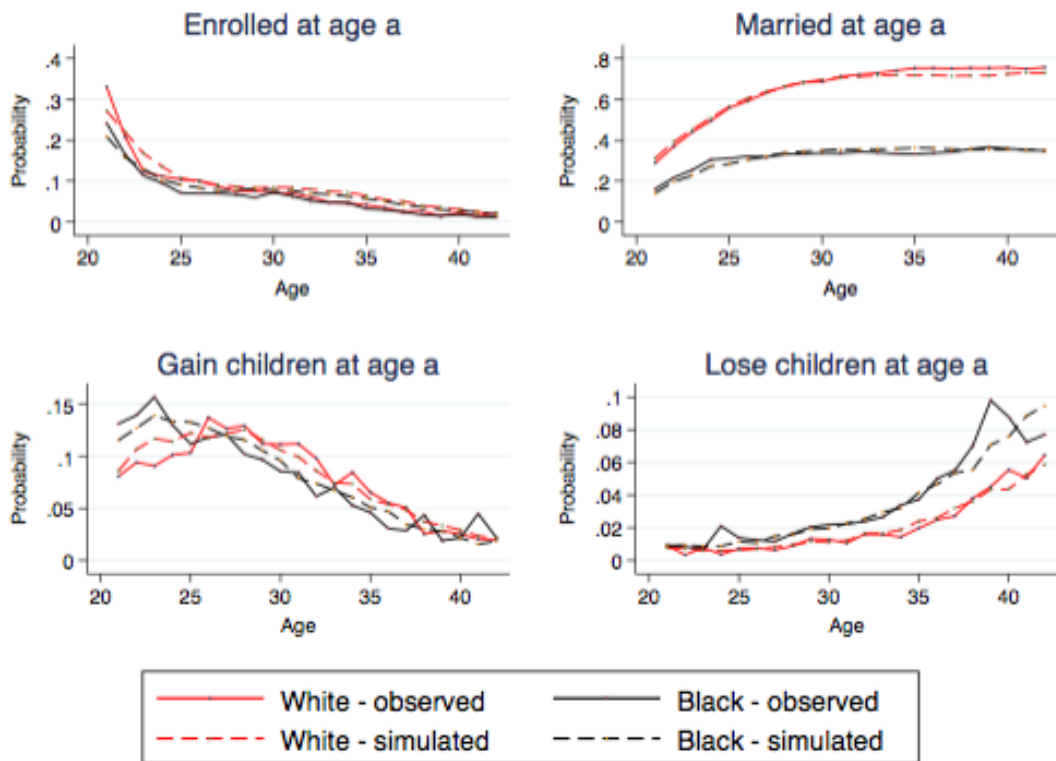 Enrolled at age a
Probability
.4
.3
.2
.1
0
20 25 30 35 40
Age
Married at age a
Probability
.8
.6
.4
.2
0
20 25 30 35 40
Age
Gain children at age a
Probability
.15
.1
.05
0
20 25 30 35 40
Age
Lose children at age a
Probability
.1
.08
.06
.04
.02
0
20 25 30 35 40
Age
White - observed Black - observed
White - simulated Black - simulated